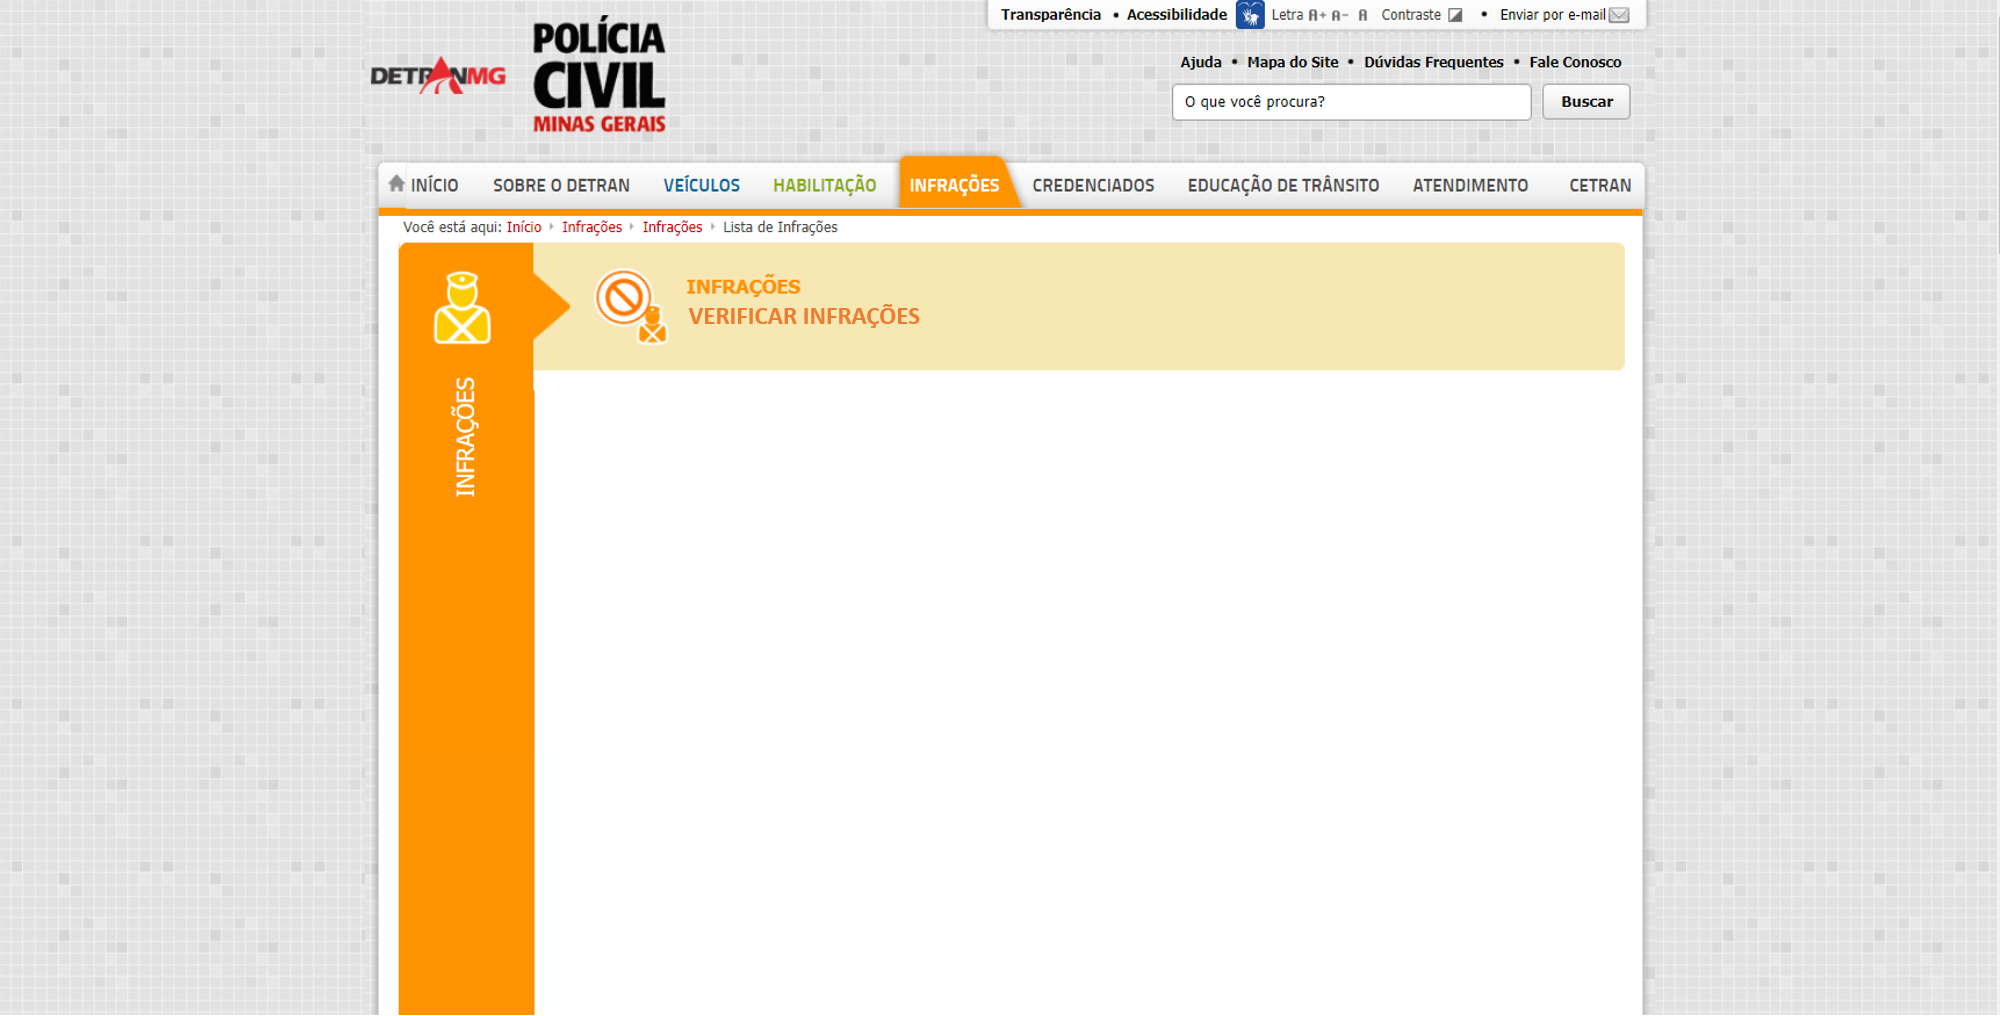 Transparência • Acessibilidade Letra A+ A- A Contraste • Enviar por e-mail
DETRANMG
POLÍCIA
CIVIL
MINAS GERAIS
Ajuda • Mapa do Site • Dúvidas Frequentes • Fale Conosco
O que você procura? Buscar
INÍCIO SOBRE O DETRAN VEÍCULOS HABILITAÇÃO INFRAÇÕES CREDENCIADOS EDUCAÇÃO DE TRÂNSITO ATENDIMENTO CETRAN
Você está aqui: Início Infrações Infrações Lista de Infrações
INFRAÇÕES
VERIFICAR INFRAÇÕES
INFRAÇÕES